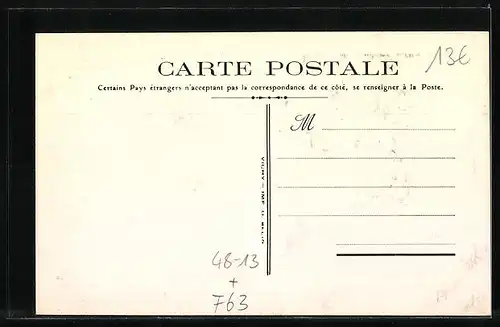 13€
CARTE POSTALE
Certains Pays étrangers n'acceptant pas la correspondance de ce côté, se renseigner à la Poste.
M
48-13
+
763